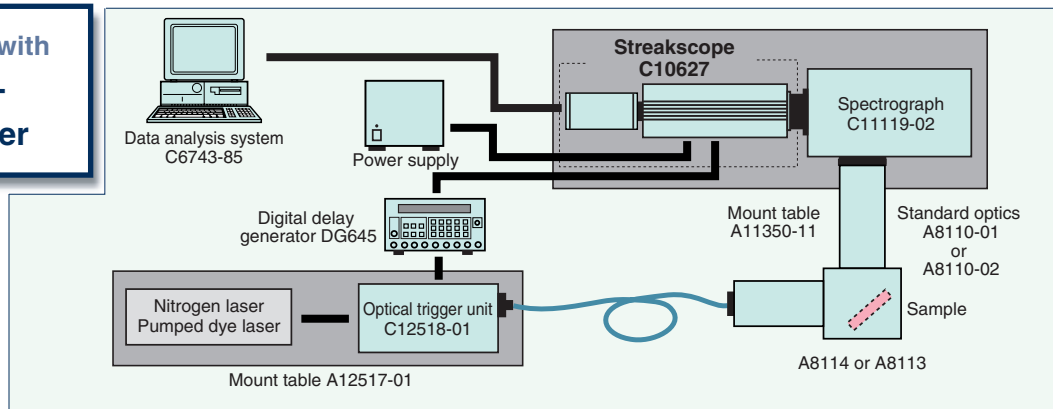 with
-
er
Data analysis system
C6743-85
Power supply
Streakscope
C10627
Spectrograph
C11119-02
Digital delay
generator DG645
Mount table
A11350-11
Standard optics
A8110-01
or
A8110-02
Nitrogen laser
Pumped dye laser
Optical trigger unit
C12518-01
Sample
A8114 or A8113
Mount table A12517-01